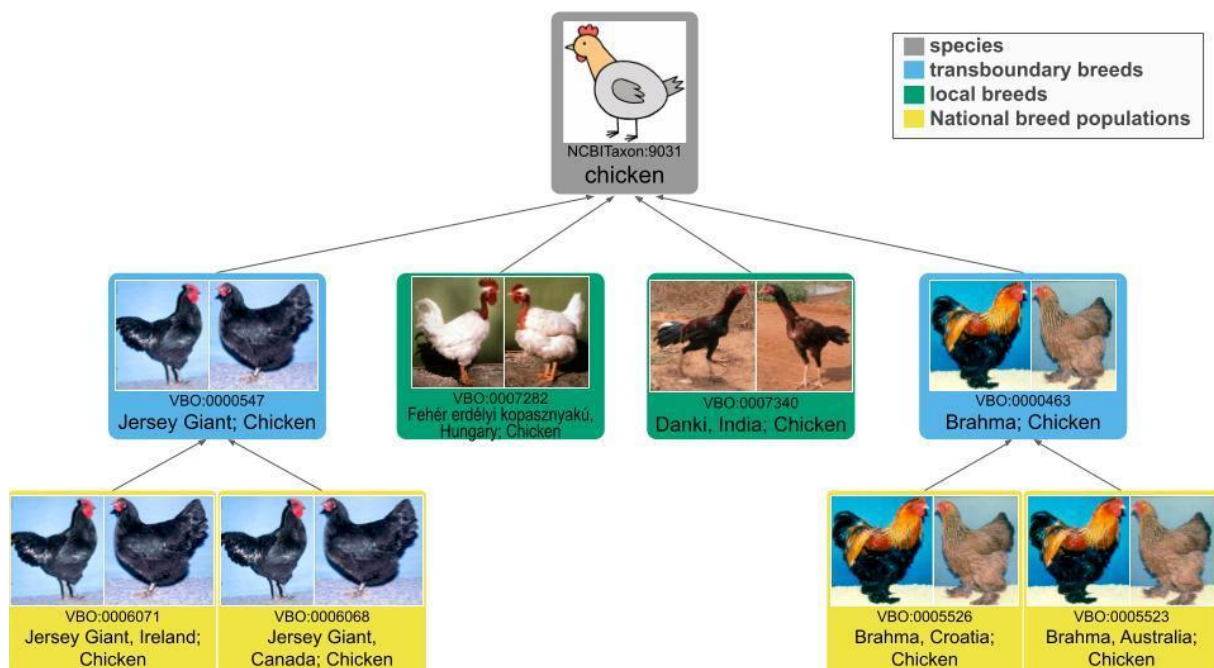 species
transboundary breeds
local breeds
National breed populations
NCBITaxon:9031
chicken
VBO:0000547
Jersey Giant; Chicken
VBO:0007282
Fehér erdélyi kopasznyakú,
Hungary; Chicken
VBO:0007340
Danki, India; Chicken
VBO:0000463
Brahma; Chicken
VBO:0006071
Jersey Giant, Ireland;
Chicken
VBO:0006068
Jersey Giant,
Canada; Chicken
VBO:0005526
Brahma, Croatia;
Chicken
VBO:0005523
Brahma, Australia;
Chicken